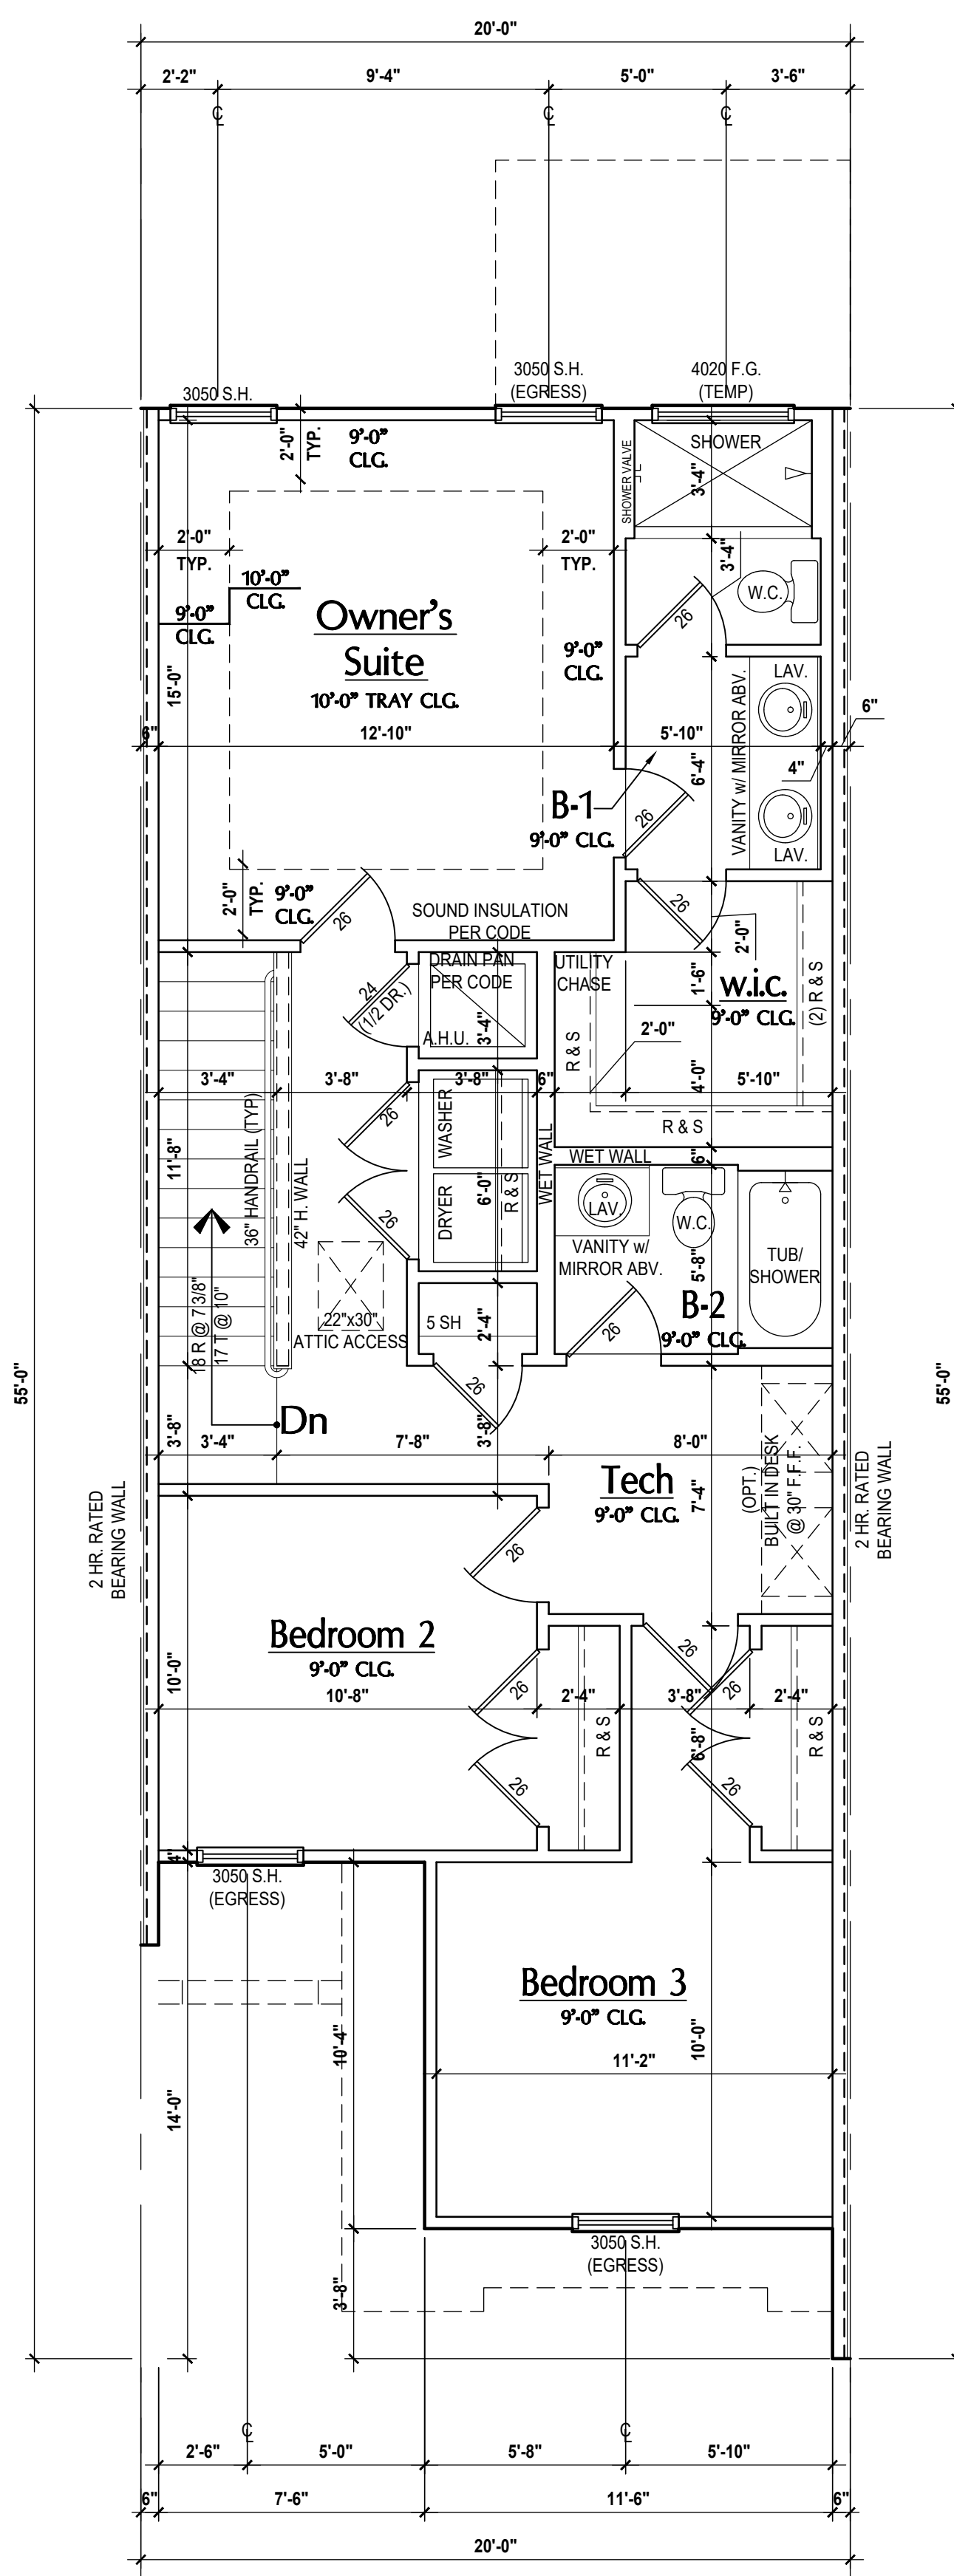 20'-0"
2'-2"
9'-4"
5'-0"
3'-6"
℄
℄
℄
3050 S.H.
3050 S.H.
(EGRESS)
4020 F.G.
(TEMP)
2'-0"
TYP.
9'-0"
CLG.
SHOWER VALVE
SHOWER
3'-4"
2'-0"
TYP.
2'-0"
TYP.
3'-4"
10'-0"
CLG.
9'-0"
CLG.
Owner's
Suite
10'-0" TRAY CLG.
9'-0"
CLG.
26
W.C.
15'-0"
LAV.
VANITY w/ MIRROR ABV.
6"
6"
12'-10"
5'-10"
6'-4"
4"
B-1
9'-0" CLG.
26
LAV.
2'-0"
TYP.
9'-0"
CLG.
26
SOUND INSULATION
PER CODE
26
2'-0"
DRAIN PAN
PER CODE
UTILITY
CHASE
24
(1/2 DR.)
A.H.U.
3'-4"
1'-6"
W.I.C.
9'-0" CLG.
(2) R & S
R & S
2'-0"
3'-4"
3'-8"
3'-8"
6"
4'-0"
5'-10"
R & S
11'-8"
36" HANDRAIL (TYP)
42" H. WALL
26
WASHER
6'-0"
R & S
WET WALL
WET WALL
6"
26
DRYER
LAV.
W.C.
VANITY w/
MIRROR ABV.
5'-8"
TUB/
SHOWER
18 R @ 7 3/8"
17 T @ 10"
22"x30"
ATTIC ACCESS
5 SH
2'-4"
26
B-2
9'-0" CLG.
55'-0"
55'-0"
26
3'-8"
3'-4"
Dn
7'-8"
3'-8"
8'-0"
Tech
9'-0" CLG.
7'-4"
(OPT.)
BUILT IN DESK
@ 30" F.F.F.
2 HR. RATED
BEARING WALL
2 HR. RATED
BEARING WALL
26
Bedroom 2
9'-0" CLG.
10'-0"
10'-8"
26
2'-4"
26
3'-8"
26
2'-4"
R & S
6'-8"
R & S
26
26
4"
3050 S.H.
(EGRESS)
Bedroom 3
9'-0" CLG.
10'-4"
10'-0"
11'-2"
14'-0"
3050 S.H.
(EGRESS)
3'-8"
℄
℄
2'-6"
5'-0"
5'-8"
5'-10"
6"
7'-6"
11'-6"
6"
20'-0"